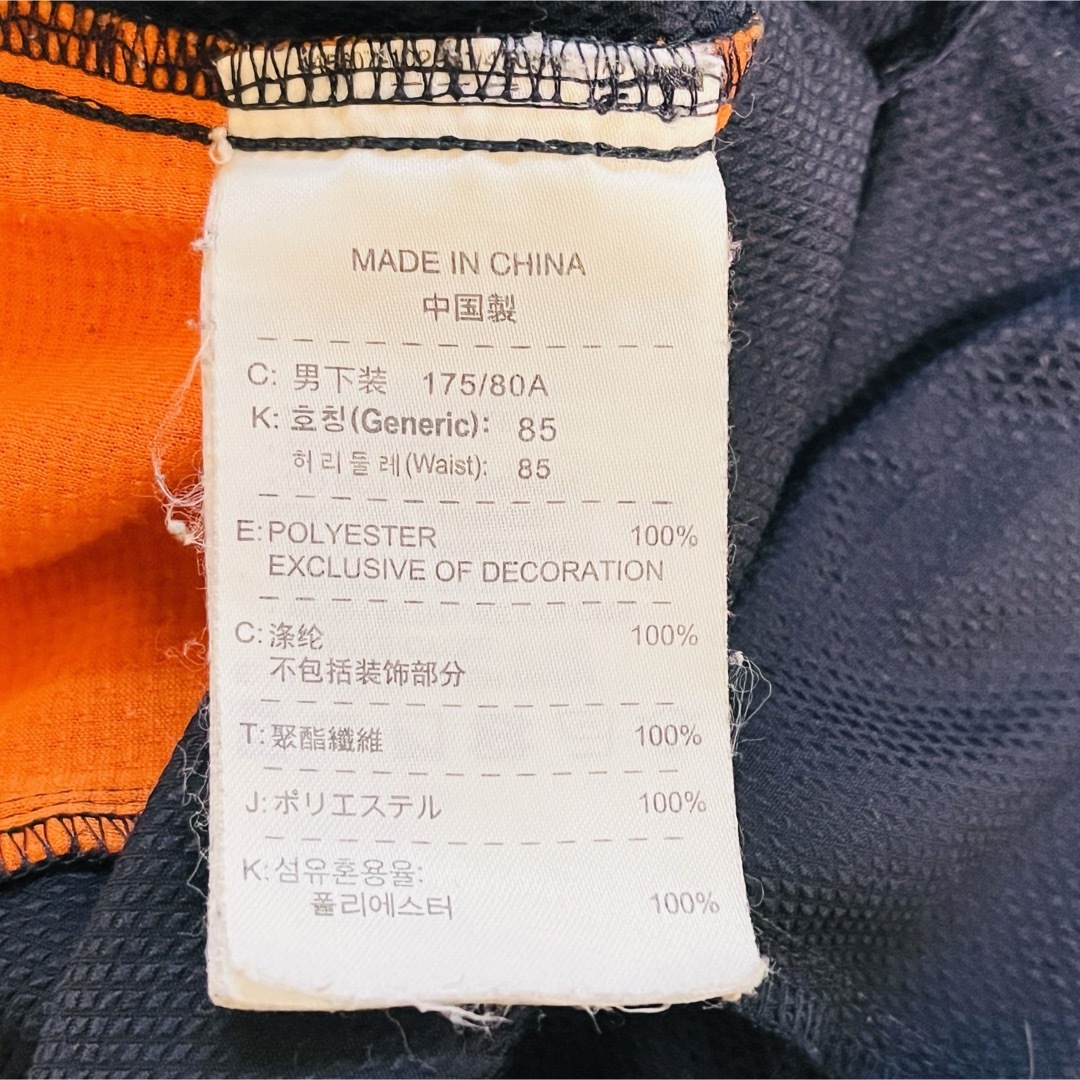 MADE IN CHINA
中国製
C: 男下装 175/80A
K: 호칭(Generic): 85
허리둘레(Waist): 85
E: POLYESTER 100%
EXCLUSIVE OF DECORATION
C: 涤纶 100%
不包括装饰部分
T: 聚酯纖維 100%
J: ポリエステル 100%
K: 섬유혼용율:
폴리에스터 100%